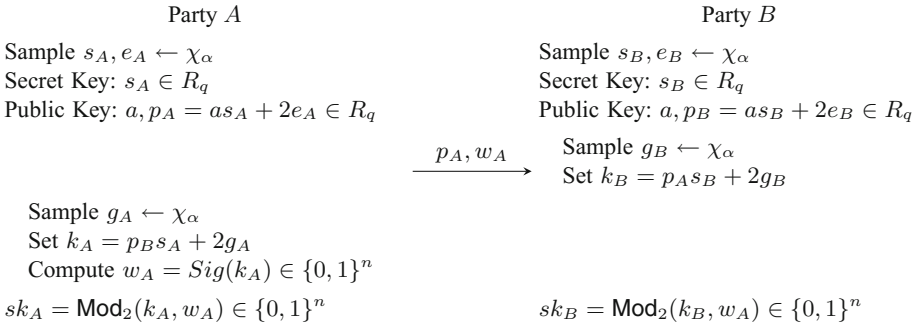 Party A Party B
Sample s_A, e_A ← χ_α Sample s_B, e_B ← χ_α
Secret Key: s_A ∈ R_q Secret Key: s_B ∈ R_q
Public Key: a, p_A = as_A + 2e_A ∈ R_q Public Key: a, p_B = as_B + 2e_B ∈ R_q
p_A, w_A Sample g_B ← χ_α
Set k_B = p_A s_B + 2g_B
Sample g_A ← χ_α
Set k_A = p_B s_A + 2g_A
Compute w_A = Sig(k_A) ∈ {0, 1}^n
sk_A = Mod_2(k_A, w_A) ∈ {0, 1}^n sk_B = Mod_2(k_B, w_A) ∈ {0, 1}^n